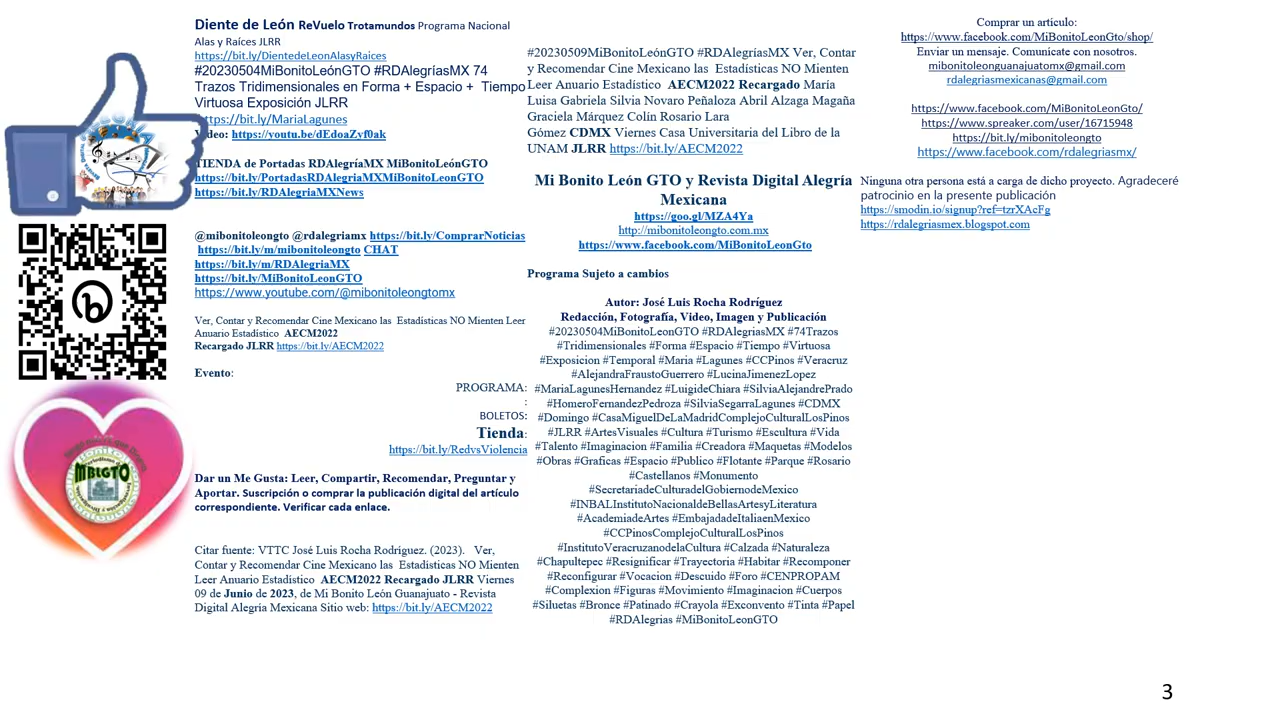 Diente de León ReVuelo Trotamundos Programa Nacional
Alas y Raíces JLRR
https://bit.ly/DientedeLeonAlasyRaices
#20230504MiBonitoLeónGTO #RDAlegríasMX 74
Trazos Tridimensionales en Forma + Espacio + Tiempo
Virtuosa Exposición JLRR
https://bit.ly/MariaLagunes
Video: https://youtu.be/dEdoaZyf0ak
TIENDA de Portadas RDAlegríaMX MiBonitoLeónGTO
https://bit.ly/PortadasRDAlegriaMXMiBonitoLeonGTO
https://bit.ly/RDAlegriaMXNews
@mibonitoleongto @rdalegriamx https://bit.ly/ComprarNoticias
https://bit.ly/m/mibonitoleongto CHAT
https://bit.ly/m/RDAlegriaMX
https://bit.ly/MiBonitoLeonGTO
https://www.youtube.com/@mibonitoleongtomx
Ver, Contar y Recomendar Cine Mexicano las Estadísticas NO Mienten Leer
Anuario Estadístico AECM2022
Recargado JLRR https://bit.ly/AECM2022
Evento:
PROGRAMA:
:
BOLETOS:
Tienda:
https://bit.ly/RedvsViolencia
Dar un Me Gusta: Leer, Compartir, Recomendar, Preguntar y
Aportar. Suscripción o comprar la publicación digital del artículo
correspondiente. Verificar cada enlace.
Citar fuente: VTTC José Luis Rocha Rodríguez. (2023). Ver,
Contar y Recomendar Cine Mexicano las Estadísticas NO Mienten
Leer Anuario Estadístico AECM2022 Recargado JLRR Viernes
09 de Junio de 2023, de Mi Bonito León Guanajuato - Revista
Digital Alegría Mexicana Sitio web: https://bit.ly/AECM2022
MBLGTO
#20230509MiBonitoLeónGTO #RDAlegríasMX Ver, Contar
y Recomendar Cine Mexicano las Estadísticas NO Mienten
Leer Anuario Estadístico AECM2022 Recargado María
Luisa Gabriela Silvia Novaro Peñaloza Abril Alzaga Magaña
Graciela Márquez Colín Rosario Lara
Gómez CDMX Viernes Casa Universitaria del Libro de la
UNAM JLRR https://bit.ly/AECM2022
Mi Bonito León GTO y Revista Digital Alegría
Mexicana
https://goo.gl/MZA4Ya
http://mibonitoleongto.com.mx
https://www.facebook.com/MiBonitoLeonGto
Programa Sujeto a cambios
Autor: José Luis Rocha Rodríguez
Redacción, Fotografía, Video, Imagen y Publicación
#20230504MiBonitoLeónGTO #RDAlegriasMX #74Trazos
#Tridimensionales #Forma #Espacio #Tiempo #Virtuosa
#Exposicion #Temporal #Maria #Lagunes #CCPinos #Veracruz
#AlejandraFraustoGuerrero #LucinaJimenezLopez
#MariaLagunesHernandez #LuigideChiara #SilviaAlejandrePrado
#HomeroFernandezPedroza #SilviaSegarraLagunes #CDMX
#Domingo #CasaMiguelDeLaMadridComplejoCulturalLosPinos
#JLRR #ArtesVisuales #Cultura #Turismo #Escultura #Vida
#Talento #Imaginacion #Familia #Creadora #Maquetas #Modelos
#Obras #Graficas #Espacio #Publico #Flotante #Parque #Rosario
#Castellanos #Monumento
#SecretariadeCulturadelGobiernodeMexico
#INBALInstitutoNacionaldeBellasArtesyLiteratura
#AcademiadeArtes #EmbajadadeItaliaenMexico
#CCPinosComplejoCulturalLosPinos
#InstitutoVeracruzanodelaCultura #Calzada #Naturaleza
#Chapultepec #Resignificar #Trayectoria #Habitar #Recomponer
#Reconfigurar #Vocacion #Descuido #Foro #CENPROPAM
#Complexion #Figuras #Movimiento #Imaginacion #Cuerpos
#Siluetas #Bronce #Patinado #Crayola #Exconvento #Tinta #Papel
#RDAlegrias #MiBonitoLeonGTO
Comprar un artículo:
https://www.facebook.com/MiBonitoLeonGto/shop/
Enviar un mensaje. Comunícate con nosotros.
mibonitoleonguanajuatomx@gmail.com
rdalegriasmexicanas@gmail.com
https://www.facebook.com/MiBonitoLeonGto/
https://www.spreaker.com/user/16715948
https://bit.ly/mibonitoleongto
https://www.facebook.com/rdalegriasmx/
Ninguna otra persona está a carga de dicho proyecto. Agradeceré
patrocinio en la presente publicación
https://smodin.io/signup?ref=tzrXAcFg
https://rdalegriasmex.blogspot.com
3